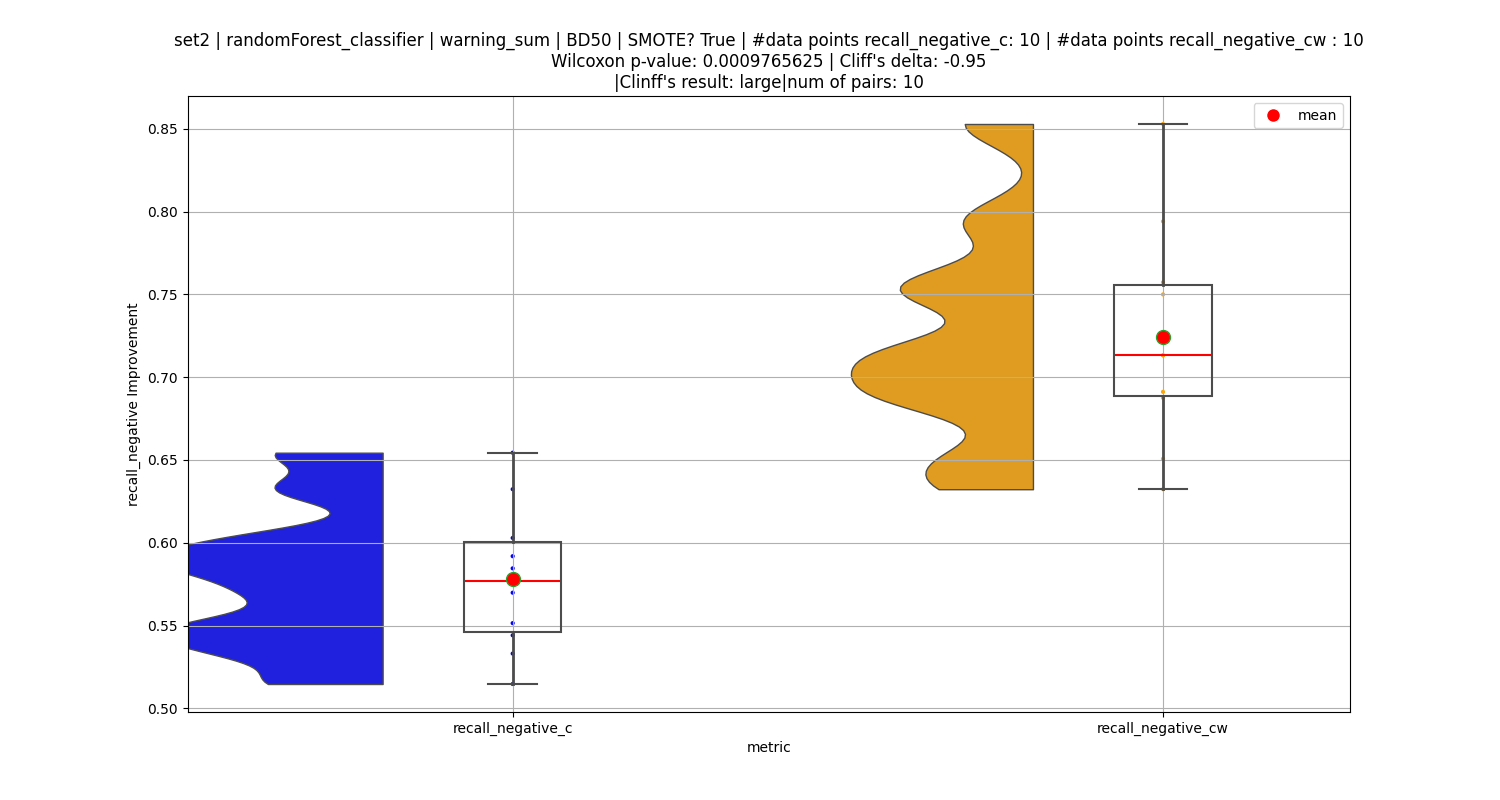 set2 | randomForest_classifier | warning_sum | BD50 | SMOTE? True | #data points recall_negative_c: 10 | #data points recall_negative_cw : 10
Wilcoxon p-value: 0.0009765625 | Cliff's delta: -0.95
|Clinff's result: large|num of pairs: 10
mean
0.85
0.80
0.75
0.70
0.65
0.60
0.55
0.50
recall_negative Improvement
recall_negative_c
recall_negative_cw
metric